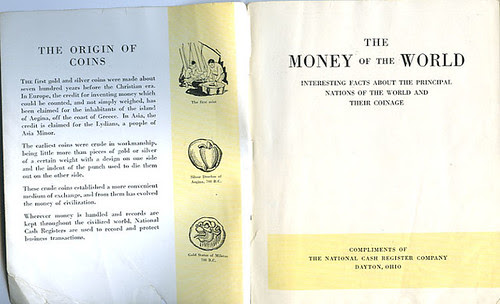 THE ORIGIN OF
COINS
THE first gold and silver coins were made about
seven hundred years before the Christian era.
In Europe, the credit for inventing money which
could be counted, and not simply weighed, has
been claimed for the inhabitants of the island
of Aegina, off the coast of Greece. In Asia, the
credit is claimed for the Lydians, a people of
Asia Minor.
The earliest coins were crude in workmanship,
being little more than pieces of gold or silver
of a certain weight with a design on one side
and the indent of the punch used to die them
out on the other side.
These crude coins established a more convenient
medium of exchange, and from them has evolved
the money of civilization.
Wherever money is handled and records are
kept throughout the civilized world, National
Cash Registers are used to record and protect
business transactions.
The first mint
Silver Drachm of
Aegina, 700 B.C.
Gold Stater of Miletus
700 B.C.
THE
MONEY OF THE WORLD
INTERESTING FACTS ABOUT THE PRINCIPAL
NATIONS OF THE WORLD AND
THEIR COINAGE
COMPLIMENTS OF
THE NATIONAL CASH REGISTER COMPANY
DAYTON, OHIO